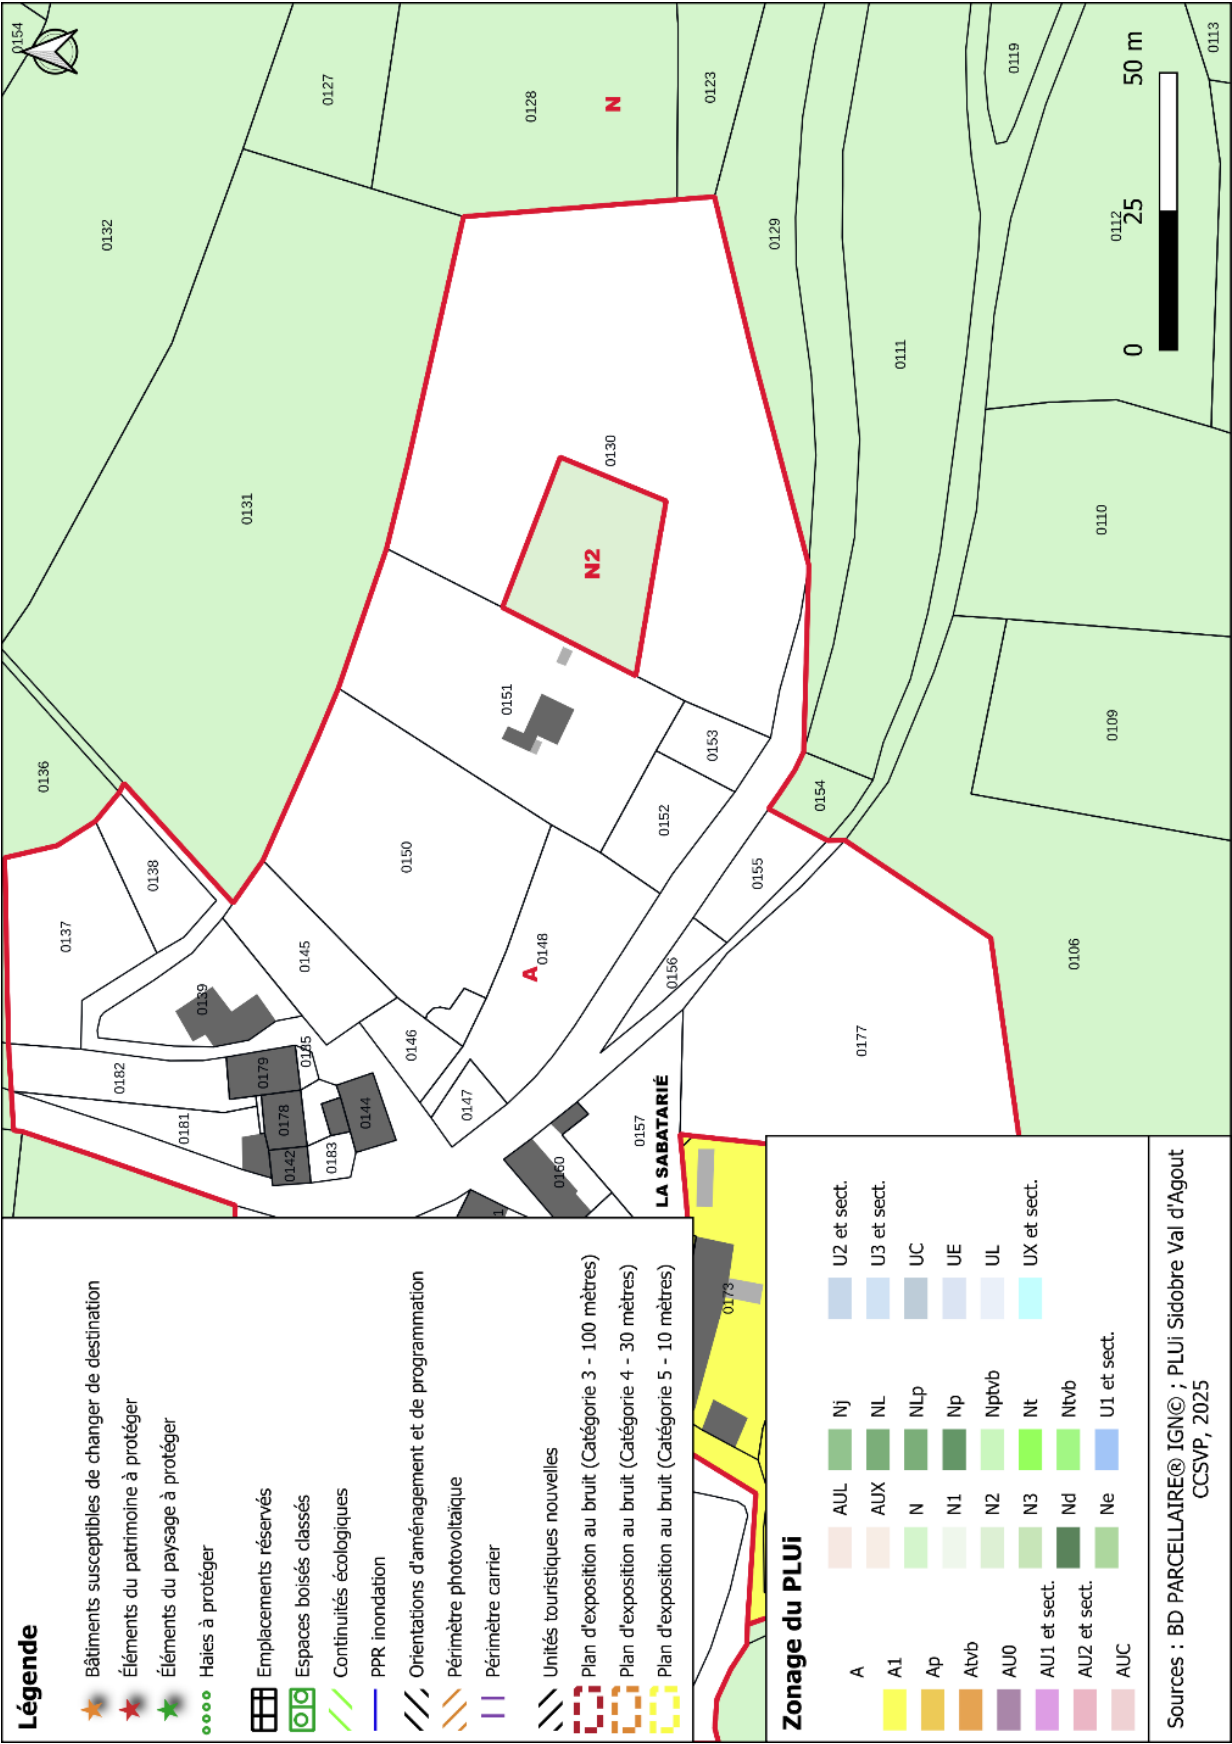 0154
0136
0132
0127
0128
N
0123
0119
0113
0131
0129
0112
0111
0130
N2
0110
0109
0151
0153
0152
0154
0155
0150
0138
0137
0145
0139
0148
A
0156
0106
0177
0146
0185
0182
0179
0147
0181
0178
0144
0142
0183
0157
0160
1
LA SABATARIÉ
0173
0 25 50 m
Légende
Bâtiments susceptibles de changer de destination
Éléments du patrimoine à protéger
Éléments du paysage à protéger
Haies à protéger
Emplacements réservés
Espaces boisés classés
Continuités écologiques
PPR inondation
Orientations d'aménagement et de programmation
Périmètre photovoltaïque
Périmètre carrier
Unités touristiques nouvelles
Plan d'exposition au bruit (Catégorie 3 - 100 mètres)
Plan d'exposition au bruit (Catégorie 4 - 30 mètres)
Plan d'exposition au bruit (Catégorie 5 - 10 mètres)
Zonage du PLUi
A
A1
Ap
Atvb
AU0
AU1 et sect.
AU2 et sect.
AUC
AUL
AUX
N
N1
N2
N3
Nd
Ne
Nj
NL
NLp
Np
Nptvb
Nt
Ntvb
U1 et sect.
U2 et sect.
U3 et sect.
UC
UE
UL
UX et sect.
Sources : BD PARCELLAIRE® IGN© ; PLUi Sidobre Val d'Agout
CCSVP, 2025